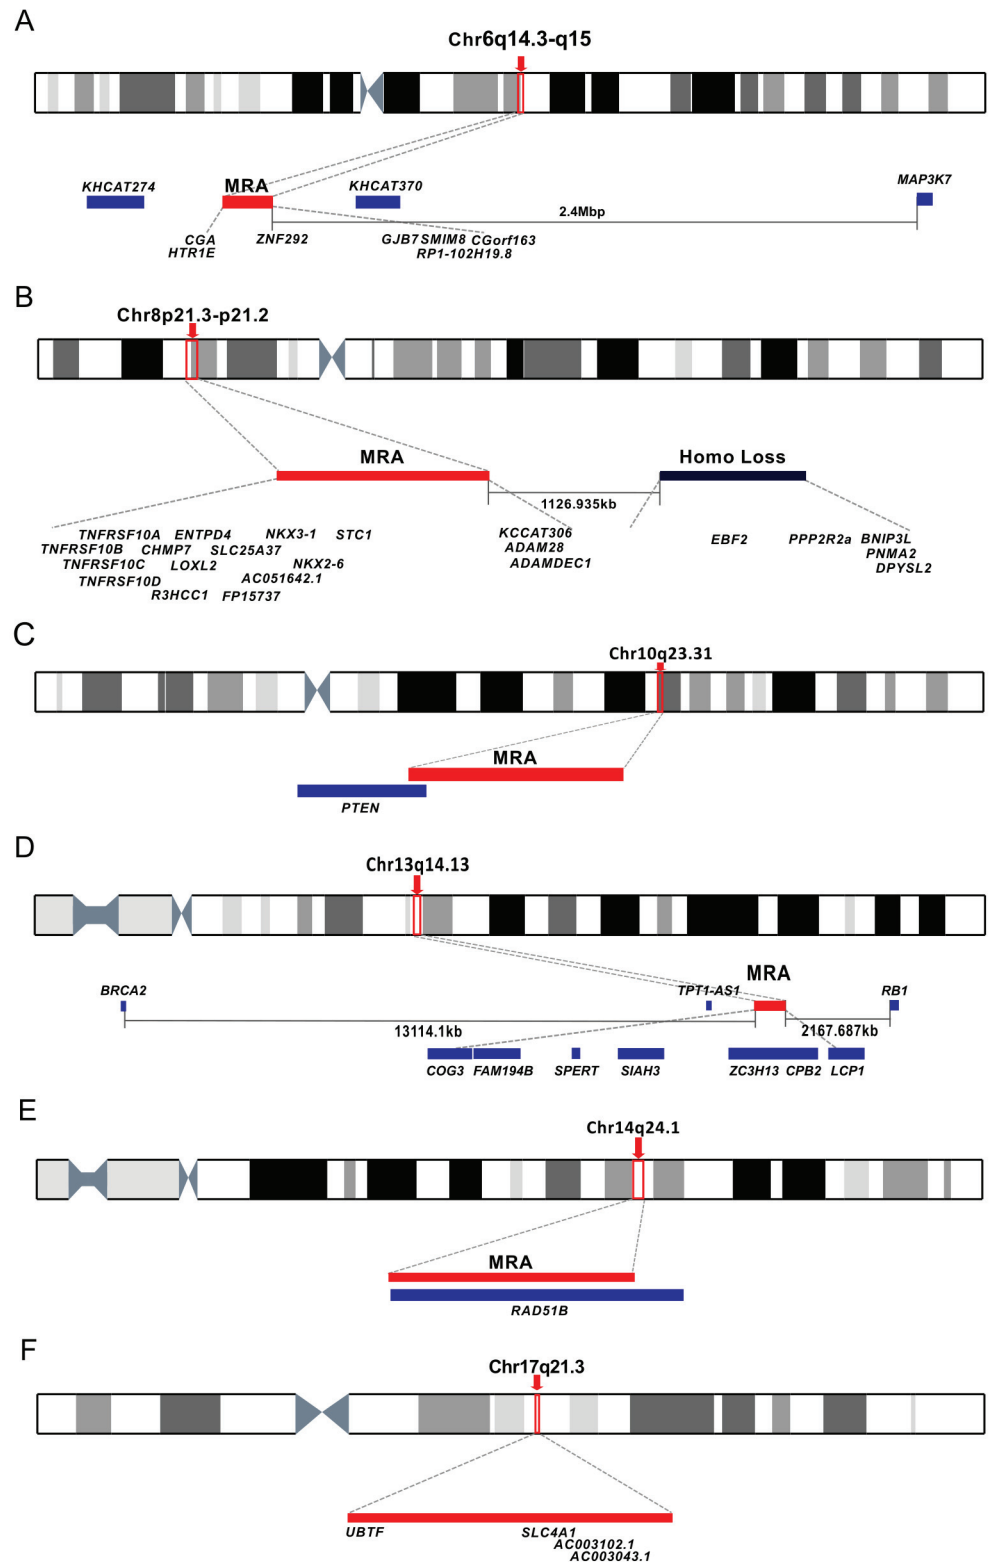 A
Chr6q14.3-q15
KHCAT274
MRA
KHCAT370
MAP3K7
2.4Mbp
CGA
ZNF292
GJB7 SMIM8 CGorf163
HTR1E
RP1-102H19.8
B
Chr8p21.3-p21.2
MRA
Homo Loss
1126.935kb
TNFRSF10A ENTPD4 NKX3-1 STC1 KCCAT306 EBF2 PPP2R2a BNIP3L
TNFRSF10B CHMP7 SLC25A37 ADAM28 PNMA2
TNFRSF10C LOXL2 NKX2-6 ADAMDEC1 DPYSL2
TNFRSF10D AC051642.1
R3HCC1 FP15737
C
Chr10q23.31
MRA
PTEN
D
Chr13q14.13
MRA
BRCA2 TPT1-AS1 RB1
13114.1kb 2167.687kb
COG3 FAM194B SPERT SIAH3 ZC3H13 CPB2 LCP1
E
Chr14q24.1
MRA
RAD51B
F
Chr17q21.3
UBTF SLC4A1
AC003102.1
AC003043.1